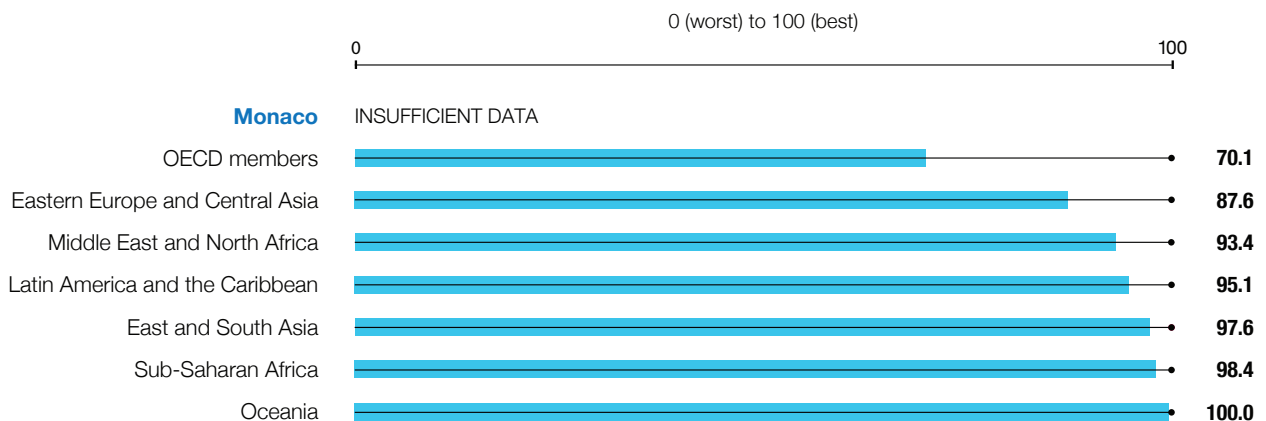 0 (worst) to 100 (best)
0 100
Monaco INSUFFICIENT DATA
OECD members 70.1
Eastern Europe and Central Asia 87.6
Middle East and North Africa 93.4
Latin America and the Caribbean 95.1
East and South Asia 97.6
Sub-Saharan Africa 98.4
Oceania 100.0